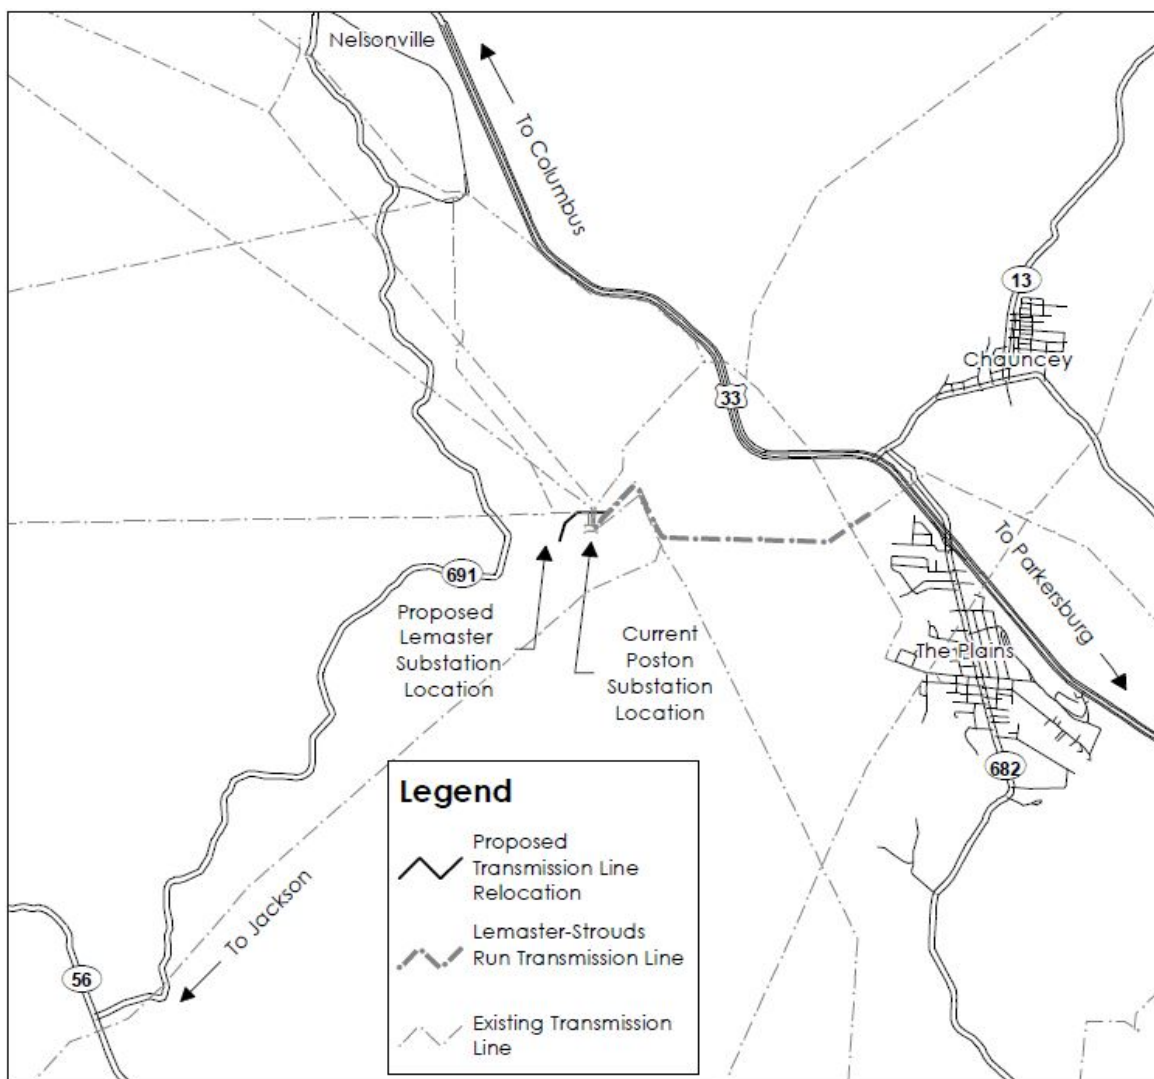 Nelsonville
To Columbus
13
Chauncey
33
To Parkersburg
691
Proposed
Lemaster
Substation
Location
Current
Poston
Substation
Location
The Plains
682
To Jackson
56
Legend
Proposed
Transmission Line
Relocation
Lemaster-Strouds
Run Transmission Line
Existing Transmission
Line